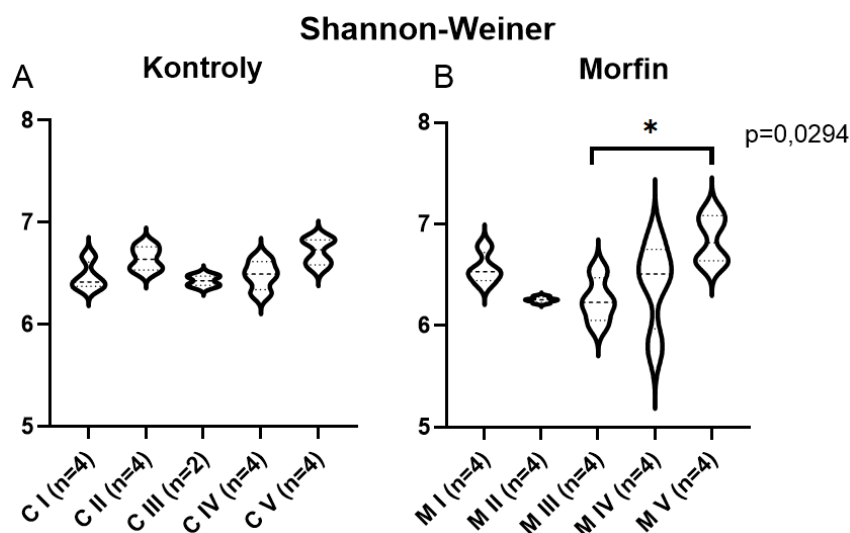 Shannon-Weiner
A
Kontroly
8
7
6
5
C I (n=4)
C II (n=4)
C III (n=2)
C IV (n=4)
C V (n=4)
B
Morfin
8
7
6
5
*
p=0,0294
M I (n=4)
M II (n=4)
M III (n=4)
M IV (n=4)
M V (n=4)